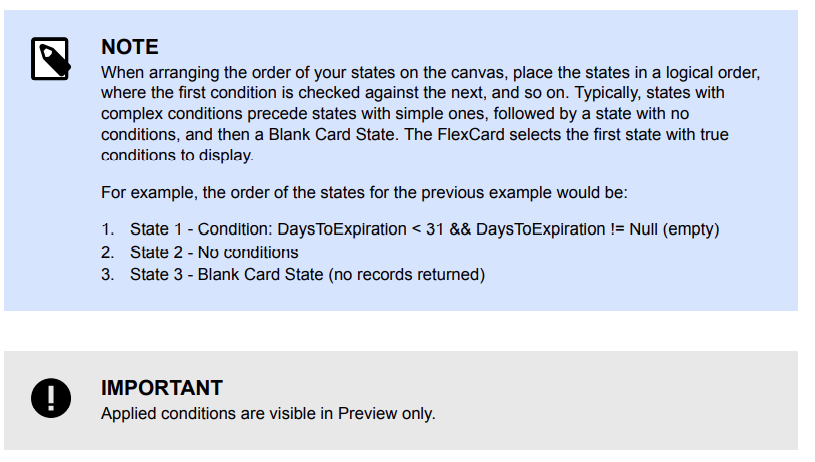 NOTE
When arranging the order of your states on the canvas, place the states in a logical order,
where the first condition is checked against the next, and so on. Typically, states with
complex conditions precede states with simple ones, followed by a state with no
conditions, and then a Blank Card State. The FlexCard selects the first state with true
conditions to display.
For example, the order of the states for the previous example would be:
1. State 1 - Condition: DaysToExpiration < 31 && DaysToExpiration != Null (empty)
2. State 2 - No conditions
3. State 3 - Blank Card State (no records returned)
IMPORTANT
Applied conditions are visible in Preview only.